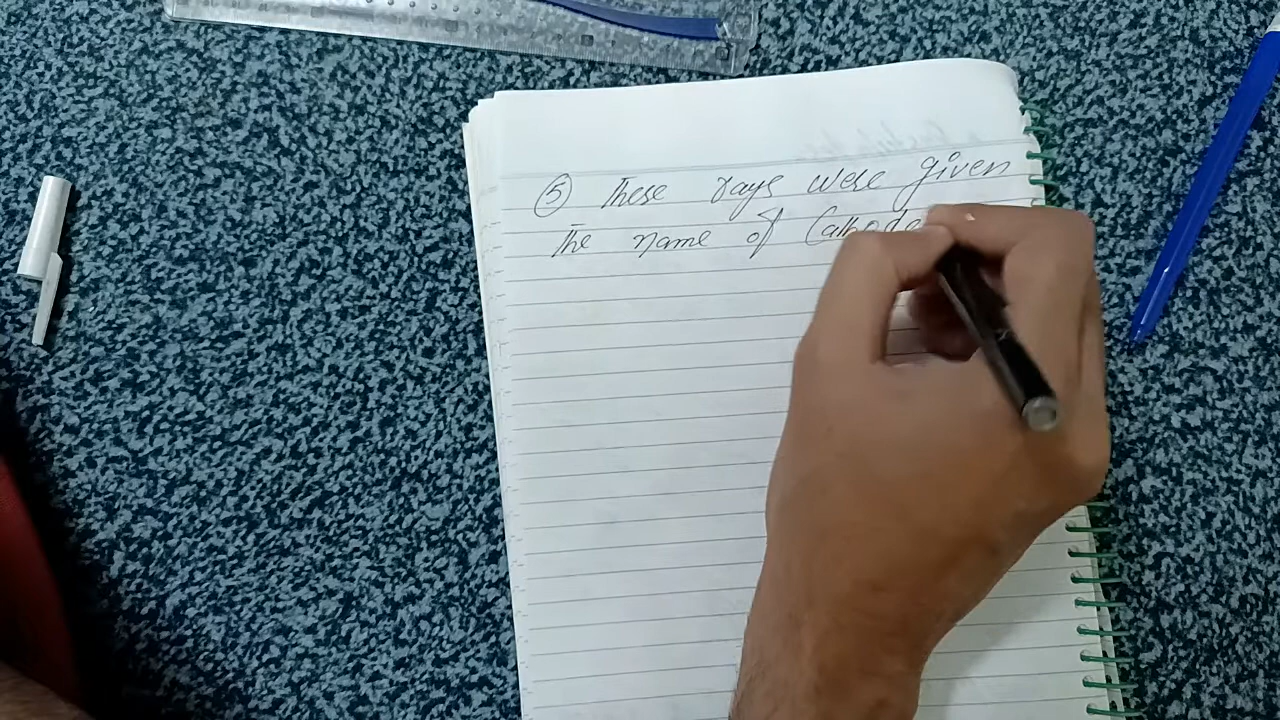 ⑤ These rays were given
the name of Cathode